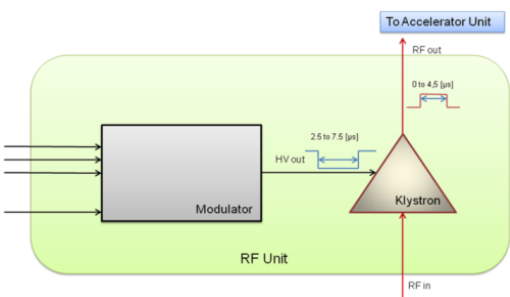 To Accelerator Unit
RF out
0 to 4,5 [µs]
2.5 to 7.5 [µs]
HV out
Klystron
Modulator
RF Unit
RF in